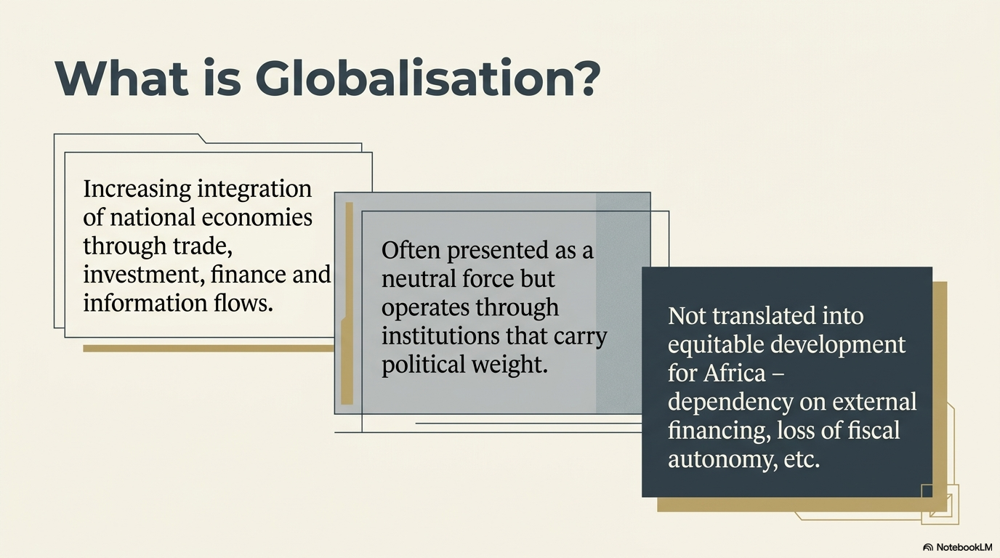 What is Globalisation?
Increasing integration
of national economies
through trade,
investment, finance and
information flows.
Often presented as a
neutral force but
operates through
institutions that carry
political weight.
Not translated into
equitable development
for Africa –
dependency on external
financing, loss of fiscal
autonomy, etc.
NotebookLM